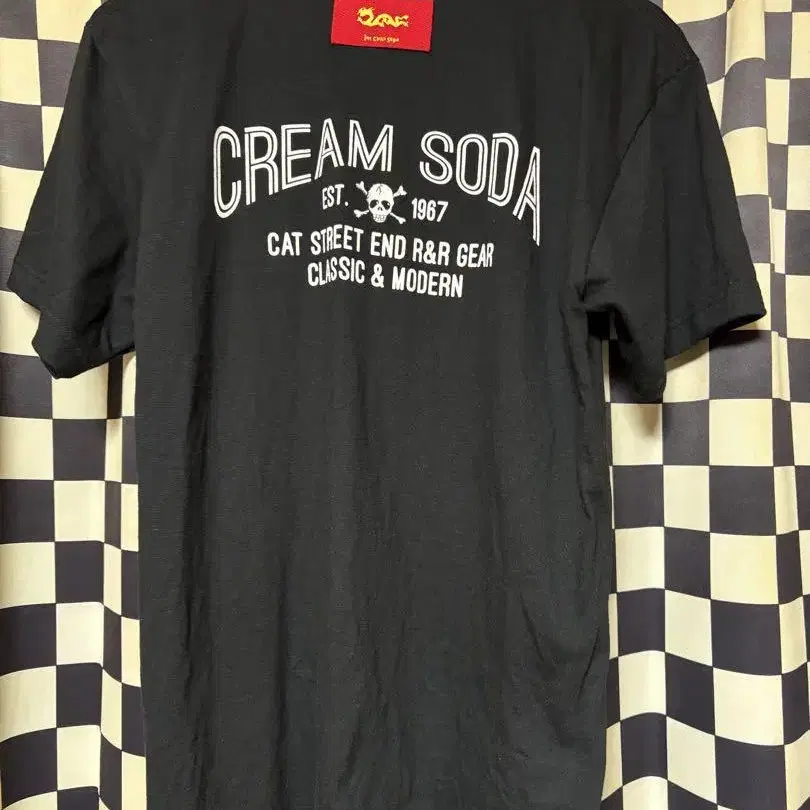 CREAM SODA
EST. 1967
CAT STREET END R&R GEAR
CLASSIC & MODERN